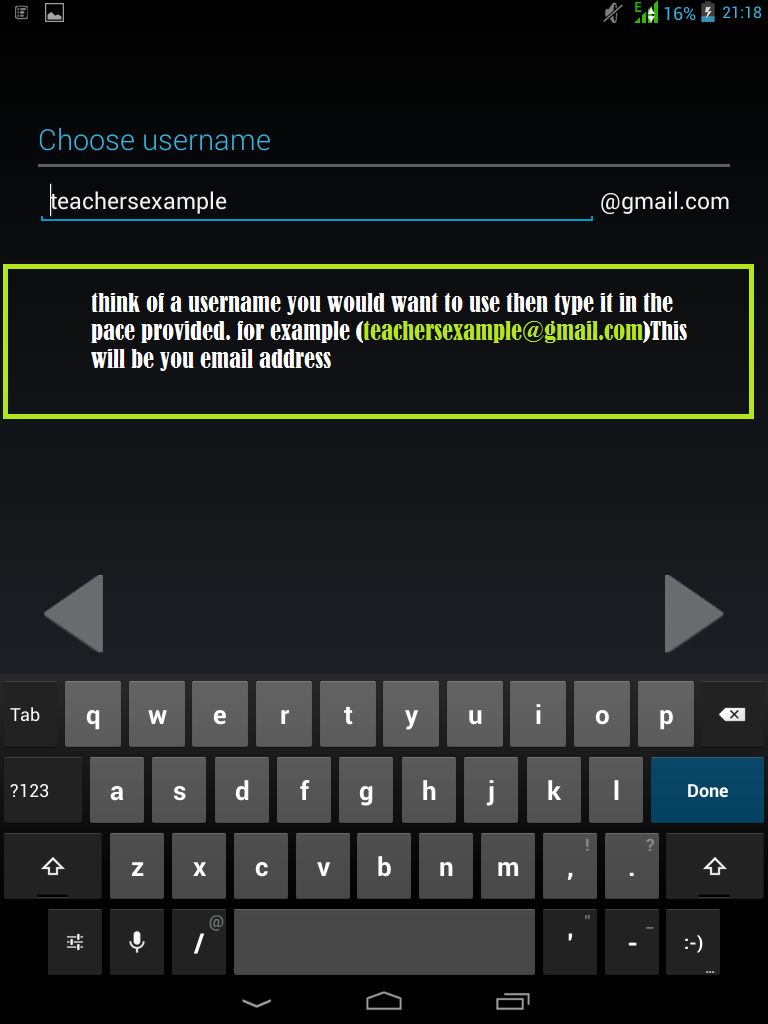 E 16% 21:18
Choose username
teachersexample @gmail.com
think of a username you would want to use then type it in the
pace provided. for example (teachersexample@gmail.com)This
will be you email address
Tab q w e r t y u i o p
?123 a s d f g h j k l Done
z x c v b n m , ! . ?
/ @ ' " - _ :-) ...